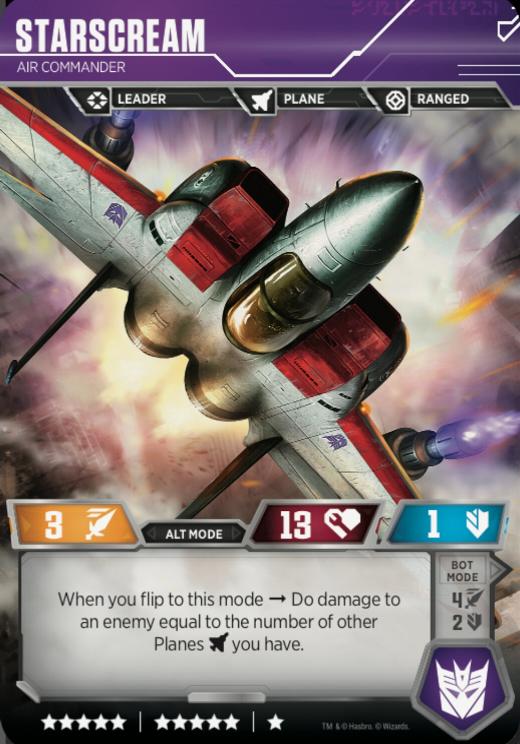 STARSCREAM
AIR COMMANDER
LEADER PLANE RANGED
3 ALT MODE 13 1
BOT
MODE
4
2
When you flip to this mode → Do damage to
an enemy equal to the number of other
Planes you have.
★★★★★ | ★★★★★ | ★
TM & © Hasbro. © Wizards.